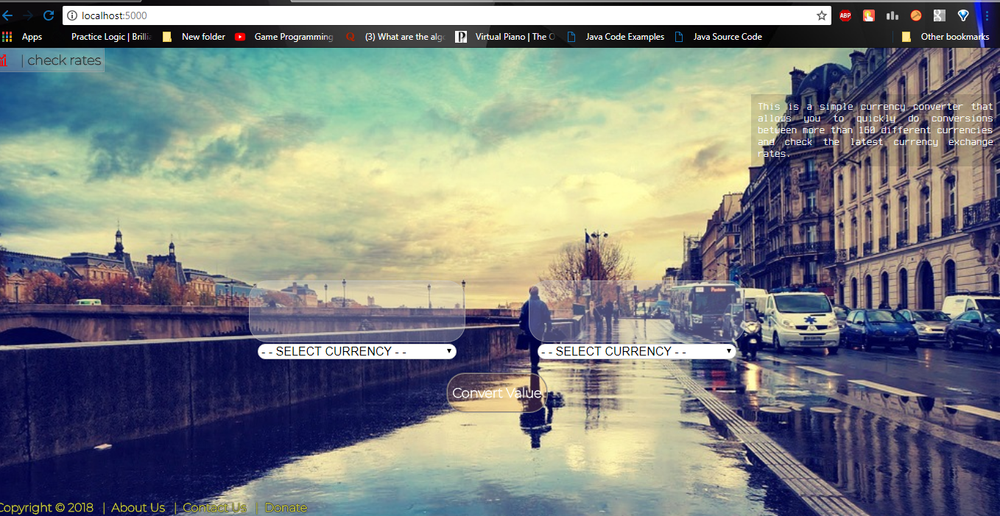 localhost:5000
ABP
Apps Practice Logic | Brillia New folder Game Programming (3) What are the algo Virtual Piano | The O Java Code Examples Java Source Code Other bookmarks
| check rates
This is a simple currency converter that
allows you to quickly do conversions
between more than 160 different currencies
and check the latest currency exchange
rates.
- - SELECT CURRENCY - - - - SELECT CURRENCY - -
Convert Value
Copyright © 2018 | About Us | Contact Us | Donate